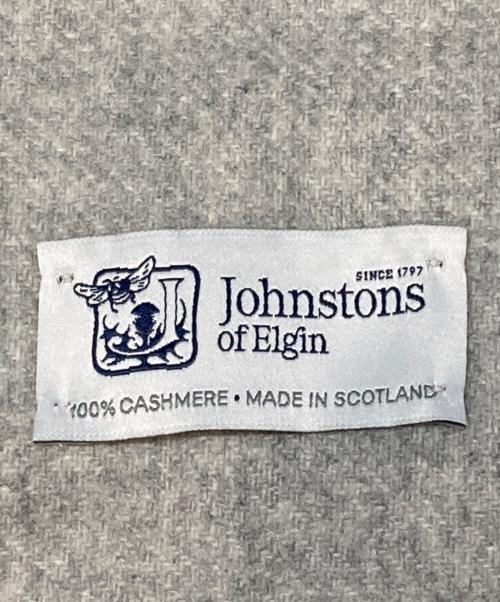 SINCE 1797
Johnstons
of Elgin
100% CASHMERE • MADE IN SCOTLAND